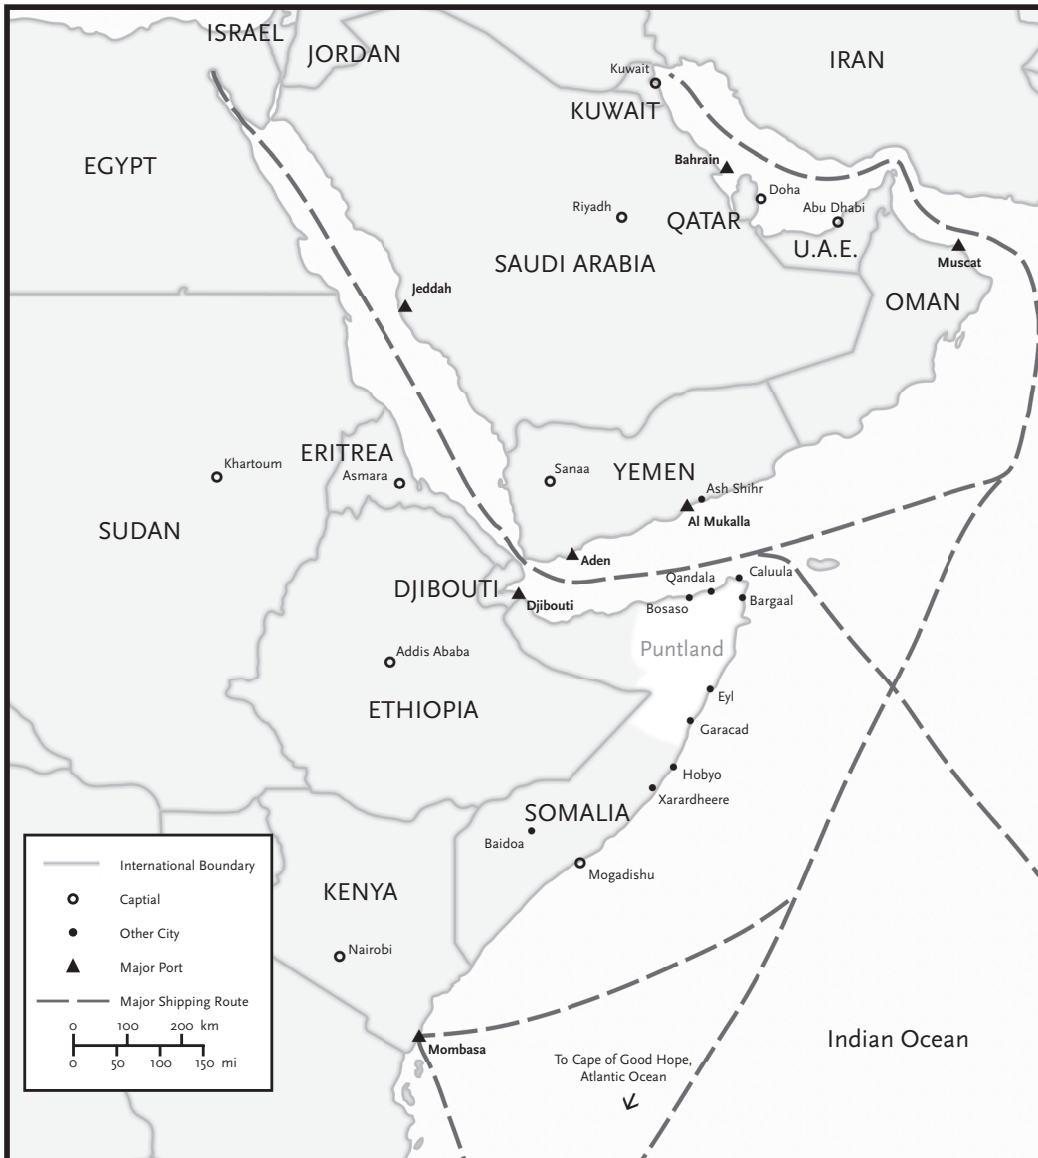 ISRAEL
JORDAN
IRAN
Kuwait
KUWAIT
EGYPT
Bahrain
Doha
Riyadh
Abu Dhabi
QATAR
U.A.E.
SAUDI ARABIA
Muscat
Jeddah
OMAN
ERITREA
Khartoum
Asmara
Sanaa
YEMEN
Ash Shihr
Al Mukalla
SUDAN
Aden
DJIBOUTI
Djibouti
Qandala
Caluula
Bosaso
Bargaal
Puntland
Addis Ababa
ETHIOPIA
Eyl
Garacad
Hobyo
Xarardheere
SOMALIA
Baidoa
Mogadishu
KENYA
Nairobi
Mombasa
Indian Ocean
To Cape of Good Hope,
Atlantic Ocean
International Boundary
Captial
Other City
Major Port
Major Shipping Route
0 100 200 km
0 50 100 150 mi